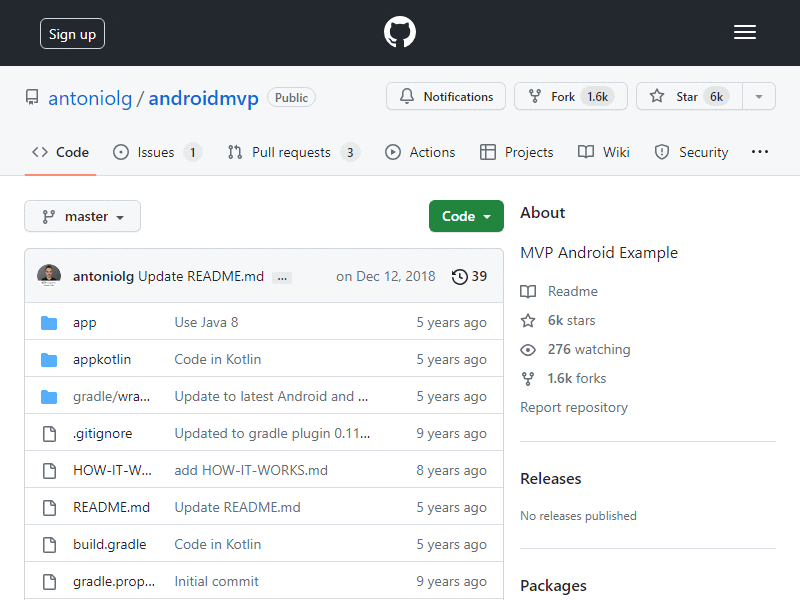 Sign up
antoniolg / androidmvp Public
Notifications
Fork 1.6k
Star 6k
Code
Issues 1
Pull requests 3
Actions
Projects
Wiki
Security
master
Code
antoniolg Update README.md ... on Dec 12, 2018 39
app Use Java 8 5 years ago
appkotlin Code in Kotlin 5 years ago
gradle/wra... Update to latest Android and ... 5 years ago
.gitignore Updated to gradle plugin 0.11... 9 years ago
HOW-IT-W... add HOW-IT-WORKS.md 8 years ago
README.md Update README.md 5 years ago
build.gradle Code in Kotlin 5 years ago
gradle.prop... Initial commit 9 years ago
About
MVP Android Example
Readme
6k stars
276 watching
1.6k forks
Report repository
Releases
No releases published
Packages